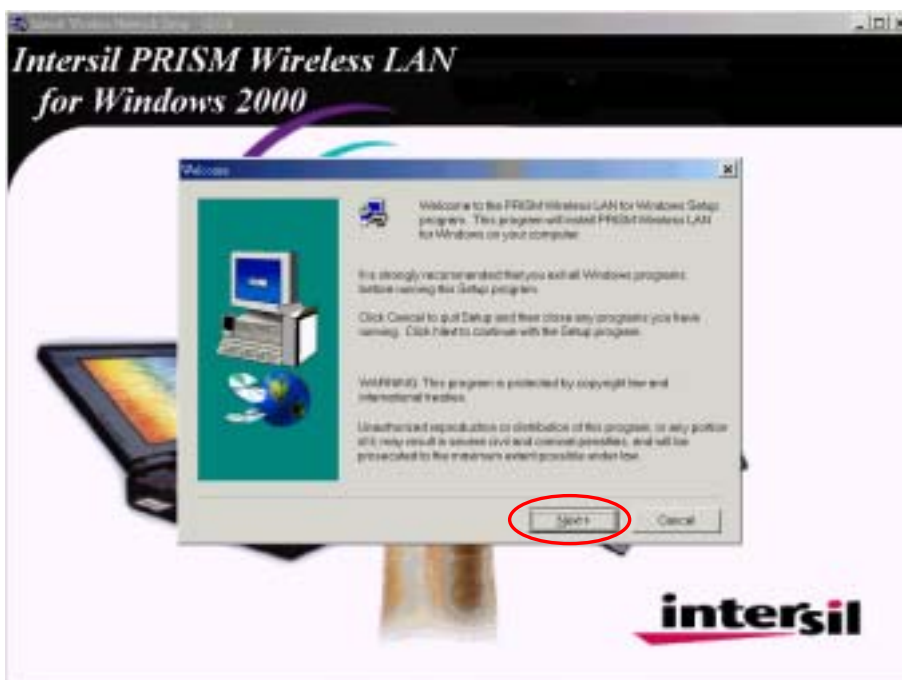 Intersil PRISM Wireless LAN
for Windows 2000
Welcome
Welcome to the PRISM Wireless LAN for Windows Setup
program. This program will install PRISM Wireless LAN
for Windows on your computer.
It is strongly recommended that you exit all Windows programs
before running this Setup program.
Click Cancel to quit Setup and then close any programs you have
running. Click Next to continue with the Setup program.
WARNING: This program is protected by copyright law and
international treaties.
Unauthorized reproduction or distribution of this program, or any portion
of it, may result in severe civil and criminal penalties, and will be
prosecuted to the maximum extent possible under law.
Next >
Cancel
intersil